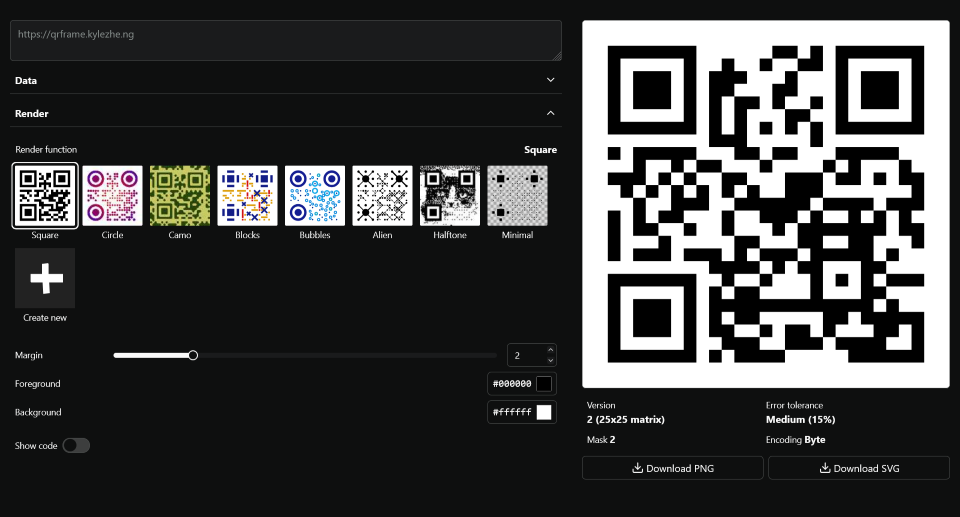 https://qrframe.kylezhe.ng
Data
Render
Render function Square
Square Circle Camo Blocks Bubbles Alien Halftone Minimal
Create new
Margin 2
Foreground #000000
Background #ffffff
Show code
Version
2 (25x25 matrix)
Error tolerance
Medium (15%)
Mask 2
Encoding Byte
Download PNG
Download SVG